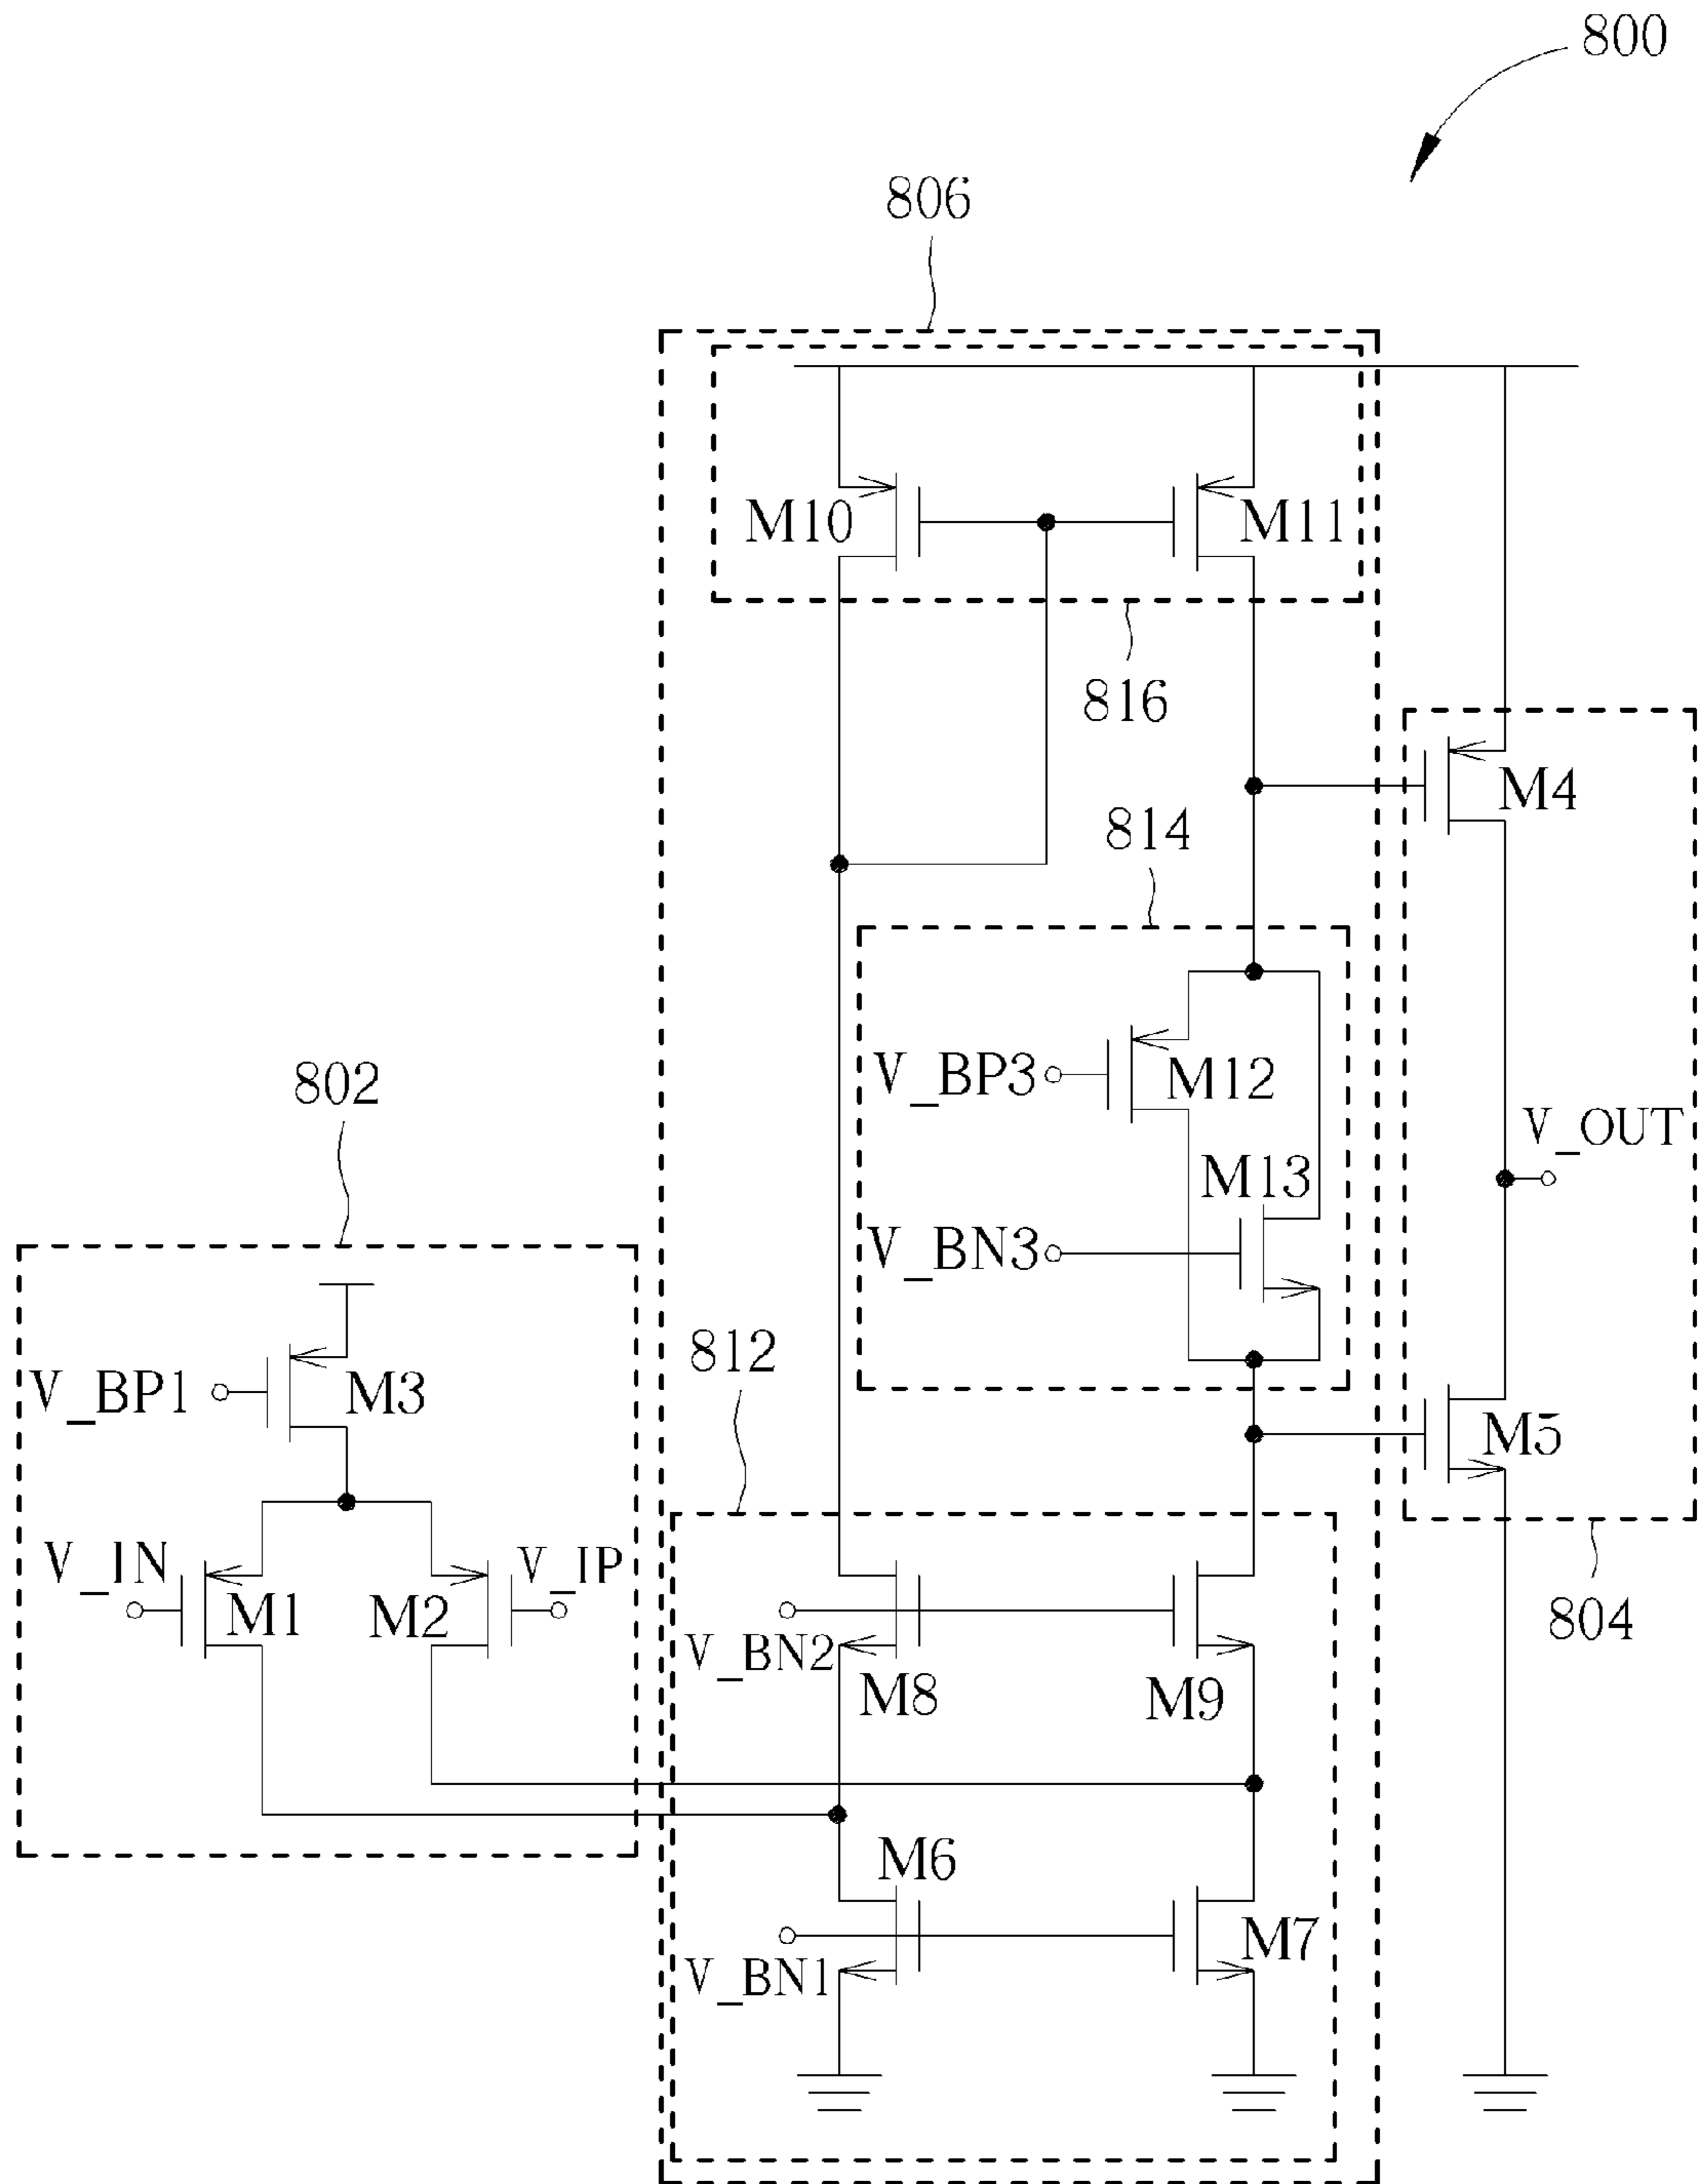 800
806
M10
M11
816
M4
814
V_BP3
M12
V_OUT
802
M13
V_BN3
812
V_BP1
M3
M5
V_IN
M1
M2
V_IP
V_BN2
M8
M9
804
M6
V_BN1
M7